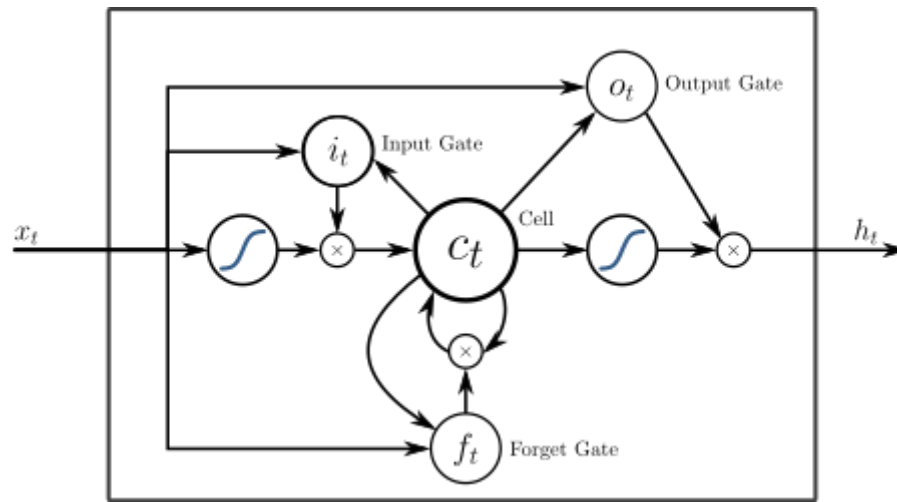 o_t Output Gate
i_t Input Gate
x_t
×
c_t Cell
×
h_t
×
f_t Forget Gate